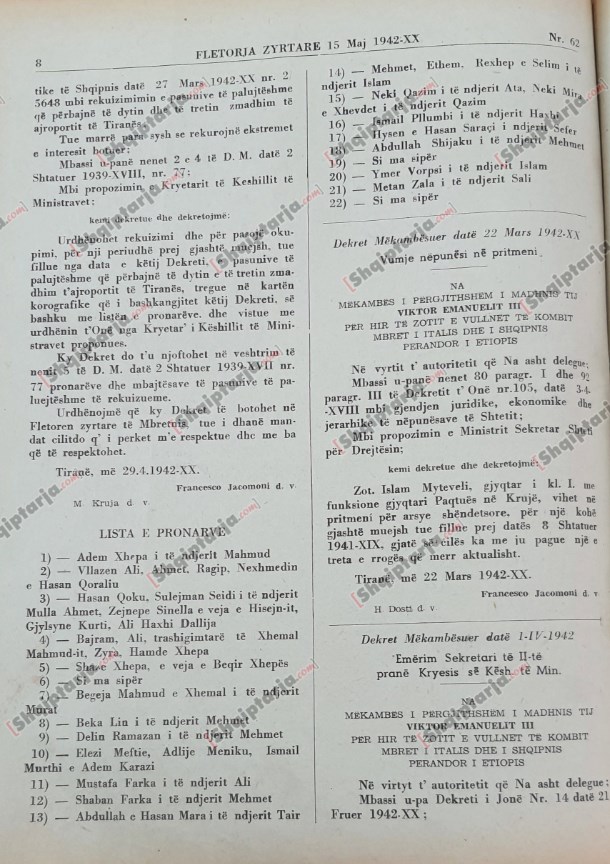 8
FLETORJA ZYRTARE 15 Maj 1942-XX
Nr. 62
tike të Shqipnis datë 27 Mars 1942-XX nr. 2
5648 mbi rekuizimimin e pasunive të palujtëshme
që përbajnë të dytin dhe të tretin zmadhim të
ajroportit të Tiranës
Tue marrë para sysh se rekurojnë ekstremet
e interesit botuer;
Mbassi u-panë nenet 2 e 4 të D. M. datë 2
Shtatuer 1939-XVIII, nr. 77;
Mbi propozimin e Kryetarit të Keshillit të
Ministravet:
kemi dekretue dhe dekretojmë:
Urdhënohet rekuizimi dhe për pasojë oku-
pimi, për nji periudhë prej gjashtë muejsh, tue
fillue nga data e këtij Dekreti, i pasunive të
palujtëshme që përbajnë të dytin e të tretin zma-
dhim t'ajroportit të Tiranës, tregue në kartën
korografike që i bashkangjitet këtij Dekreti, së
bashku me listën e pronarëve. dhe vistue me
urdhënin t'Onë nga Kryetar' i Këshillit të Mini-
stravet proponues.
Ky Dekret do t'u njoftohet në veshtrim të
nenit 5 të D. M. datë 2 Shtatuer 1939-XVII nr.
77 pronarëve dhe mbajtësave të pasunive të pa-
luejtëshme të rekuizueme.
Urdhënojmë që ky Dekret të botohet në
Fletoren zyrtare të Mbretnis, tue i dhanë man-
dat cilitdo q' i perket m'e respektue dhe me ba
që të respektohet.
Tiranë, më 29.4.1942-XX.
Francesco Jacomoni d. v.
M. Kruja d v.
LISTA E PRONARVE
1) — Adem Xhepa i të ndjerit Mahmud
2) — Vllazen Ali, Ahmet, Ragip, Nexhmedin
e Hasan Qoraliu
3) — Hasan Qoku, Sulejman Seidi i të ndjerit
Mulla Ahmet, Zejnepe Sinella e veja e Hisejn-it,
Gjylsyne Kurti, Ali Haxhi Dallija
4) — Bajram, Ali, trashigimtarë të Xhemal
Mahmud-it, Zyra, Hamde Xhepa
5) — Xhepa, e veja e Beqir Xhepës
6) — Si ma sipër
7) — Begeja Mahmud e Xhemal i të ndjerit
Murat
8) — Beka Lin i të ndjerit Mehmet
9) — Delin Ramazan i të ndjerit Mehmet
10) — Elezi Meftie, Adlije Meniku, Ismail
Murthi e Adem Karazi
11) — Mustafa Farka i të ndjerit Ali
12) — Shaban Farka i të ndjerit Mehmet
13) — Abdullah e Hasan Mara i të ndjerit Tair
14) — Mehmet, Ethem, Rexhep e Selim i të
ndjerit Islam
15) — Neki Qazim i të ndjerit Ata, Neki Mira
e Xhevdet i të ndjerit Qazim
16) — Ismail Pllumbi i të ndjerit Haxhi
17) — Hysen e Hasan Saraçi i ndjerit Sefer
18) — Abdullah Shijaku i të ndjerit Mehmet
19) — Si ma sipër
20) — Ymer Vorpsi i të ndjerit Islam
21) — Metan Zala i të ndjerit Sali
22) — Si ma sipër
Dekret Mëkambësuer datë 22 Mars 1942-XX
Vumje nëpunësi në pritmeni
NA
MEKAMBES I PERGJITHSHEM I MADHNIS TIJ
VIKTOR EMANUELIT III
PER HIR TE ZOTIT E VULLNET TE KOMBIT
MBRET I ITALIS DHE I SHQIPNIS
PERANDOR I ETIOPIS
Në vyrtit t' autoritetit që Na asht delegue;
Mbassi u-panë nenet 80 paragr. I dhe 92
paragr. III të Dekretit t' Onë nr.105, datë 3-4-
-XVIII mbi gjendjen juridike, ekonomike dhe
jerarhike të nëpunësave të Shtetit;
Mbi propozimin e Ministrit Sekretar Shteti
për Drejtësin;
kemi dekretue dhe dekretojmë:
Zot. Islam Myteveli, gjyqtar i kl. I. me
funksione gjyqtari Paqtuës në Krujë, vihet në
pritmeni për arsye shëndetsore, për një kohë
gjashtë muejsh tue fillue prej datës 8 Shtatuer
1941-XIX, gjatë së cilës ka me ju pague një e
treta e rrogës që merr aktualisht.
Tiranë, më 22 Mars 1942-XX.
Francesco Jacomoni d. v.
H. Dosti d. v.
Dekret Mëkambësuer datë 1-IV-1942
Emërim Sekretari të II-të
pranë Kryesis së Kësh. të Min.
NA
MEKAMBES I PERGJITHSHEM I MADHNIS TIJ
VIKTOR EMANUELIT III
PER HIR TE ZOTIT E VULLNET TE KOMBIT
MBRET I ITALIS DHE I SHQIPNIS
PERANDOR I ETIOPIS
Në virtyt t' autoritetit që Na asht delegue;
Mbassi u-pa Dekreti i Jonë Nr. 14 datë 21
Fruer 1942-XX;